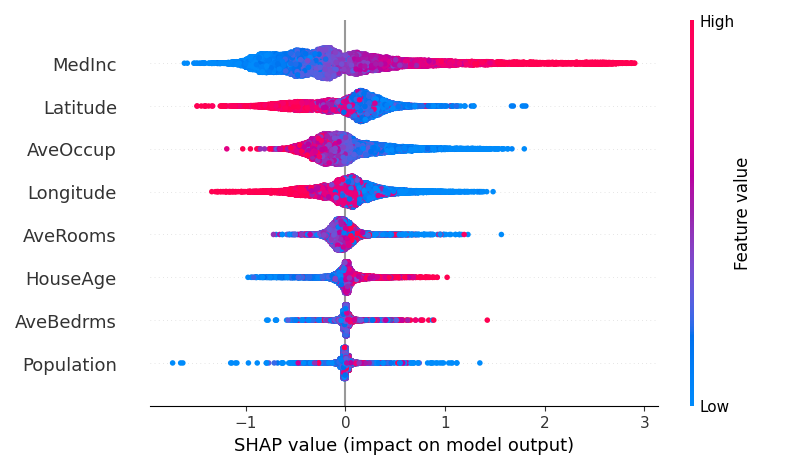 High
MedInc
Latitude
AveOccup
Longitude
AveRooms
HouseAge
AveBedrms
Population
Feature value
Low
−1 0 1 2 3
SHAP value (impact on model output)